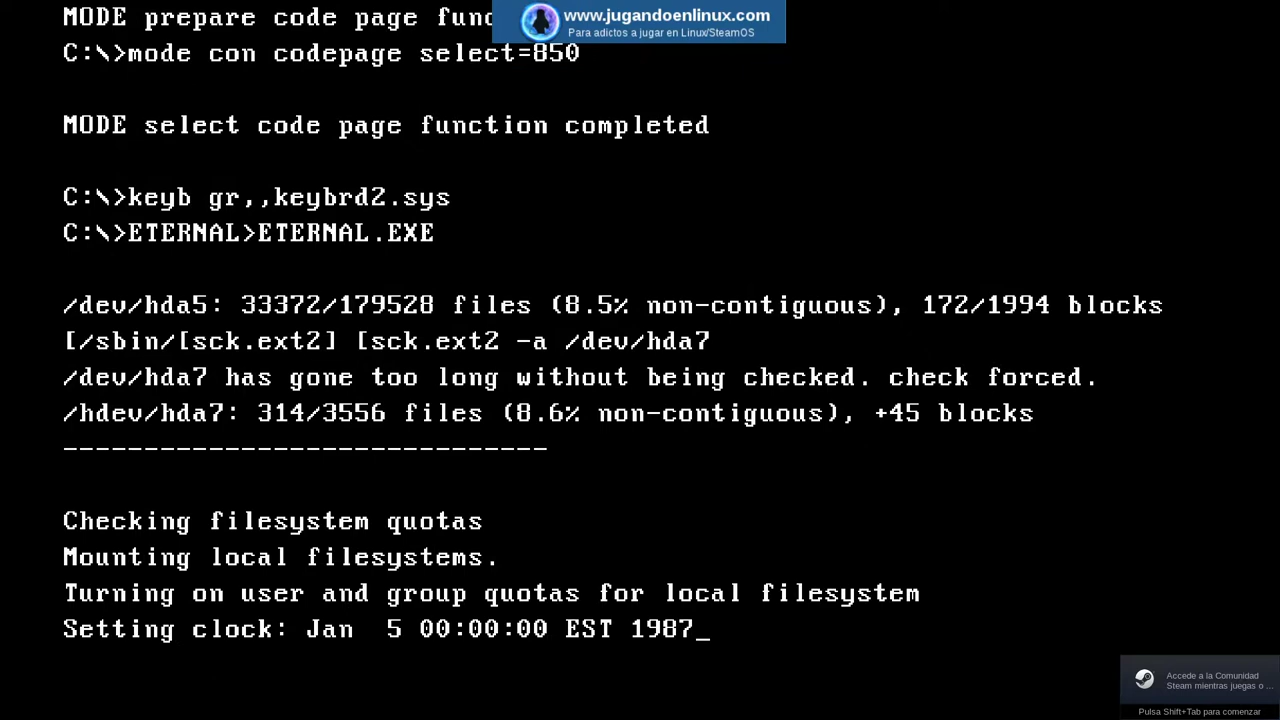 MODE prepare code page func
www.jugandoenlinux.com
Para adictos a jugar en Linux/SteamOS
C:\>mode con codepage select=850
MODE select code page function completed
C:\>keyb gr,,keybrd2.sys
C:\>ETERNAL>ETERNAL.EXE
/dev/hda5: 33372/179528 files (8.5% non-contiguous), 172/1994 blocks
[/sbin/[sck.ext2] [sck.ext2 -a /dev/hda7
/dev/hda7 has gone too long without being checked. check forced.
/hdev/hda7: 314/3556 files (8.6% non-contiguous), +45 blocks
------------------------------
Checking filesystem quotas
Mounting local filesystems.
Turning on user and group quotas for local filesystem
Setting clock: Jan  5 00:00:00 EST 1987_
Accede a la Comunidad
Steam mientras juegas o ...
Pulsa Shift+Tab para comenzar